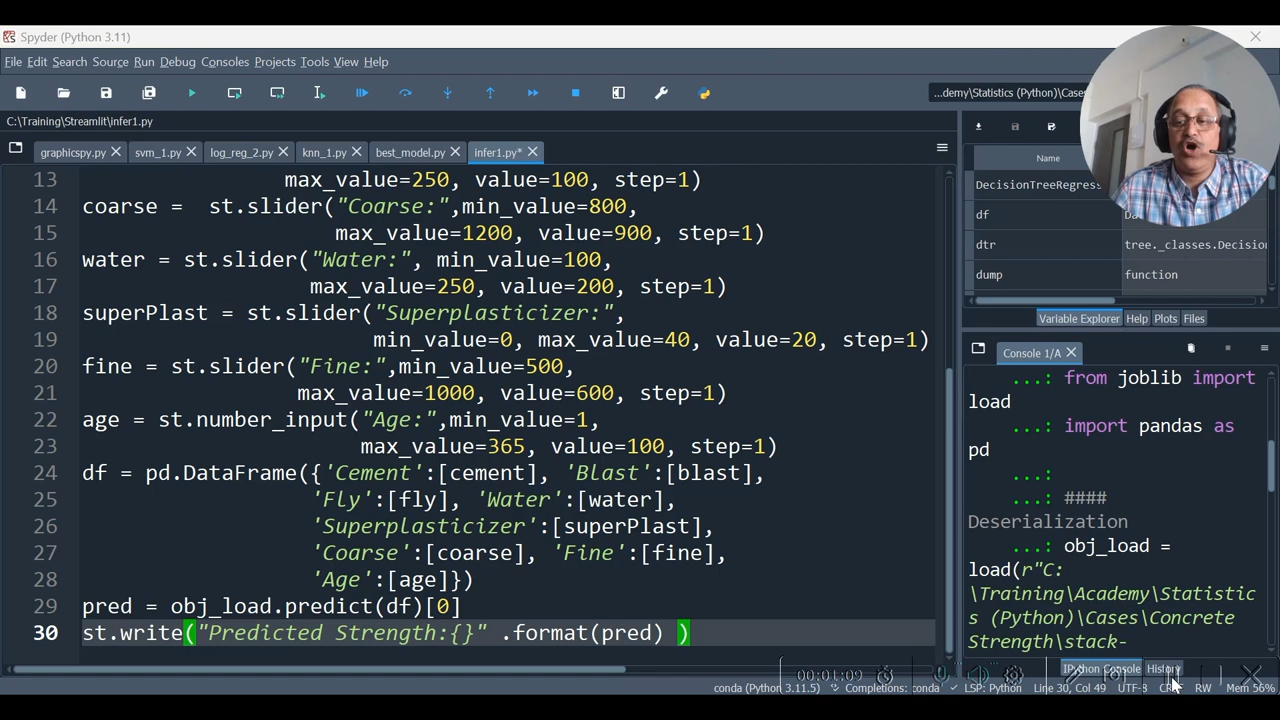 Spyder (Python 3.11)
File Edit Search Source Run Debug Consoles Projects Tools View Help
...demy\Statistics (Python)\Cases
C:\Training\Streamlit\infer1.py
graphicspy.py svm_1.py log_reg_2.py knn_1.py best_model.py infer1.py*
13 max_value=250, value=100, step=1)
14 coarse = st.slider("Coarse:",min_value=800,
15 max_value=1200, value=900, step=1)
16 water = st.slider("Water:", min_value=100,
17 max_value=250, value=200, step=1)
18 superPlast = st.slider("Superplasticizer:",
19 min_value=0, max_value=40, value=20, step=1)
20 fine = st.slider("Fine:",min_value=500,
21 max_value=1000, value=600, step=1)
22 age = st.number_input("Age:",min_value=1,
23 max_value=365, value=100, step=1)
24 df = pd.DataFrame({'Cement':[cement], 'Blast':[blast],
25 'Fly':[fly], 'Water':[water],
26 'Superplasticizer':[superPlast],
27 'Coarse':[coarse], 'Fine':[fine],
28 'Age':[age]})
29 pred = obj_load.predict(df)[0]
30 st.write("Predicted Strength:{}" .format(pred) )
Name
DecisionTreeRegress
df
dtr tree._classes.Decision
dump function
Variable Explorer Help Plots Files
Console 1/A
...: from joblib import
load
...: import pandas as
pd
...:
...: ####
Deserialization
...: obj_load =
load(r"C:
\Training\Academy\Statistic
s (Python)\Cases\Concrete
Strength\stack-
IPython Console History
00:01:09
conda (Python 3.11.5) Completions: conda LSP: Python Line 30, Col 49 UTF-8 RW Mem 56%